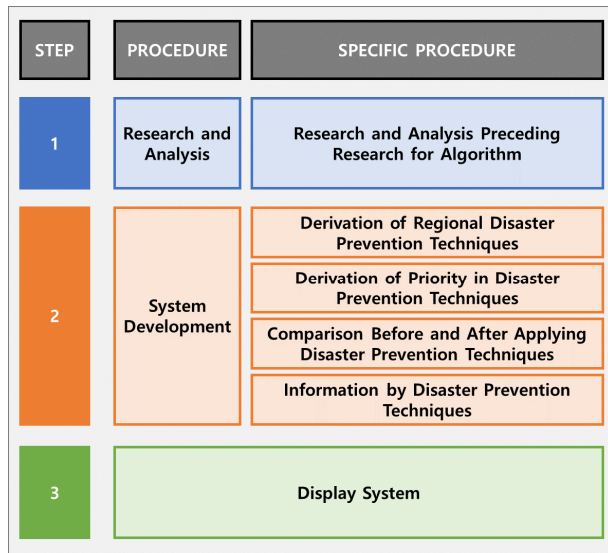 STEP
PROCEDURE
SPECIFIC PROCEDURE
1
Research and
Analysis
Research and Analysis Preceding
Research for Algorithm
2
System
Development
Derivation of Regional Disaster
Prevention Techniques
Derivation of Priority in Disaster
Prevention Techniques
Comparison Before and After Applying
Disaster Prevention Techniques
Information by Disaster Prevention
Techniques
3
Display System